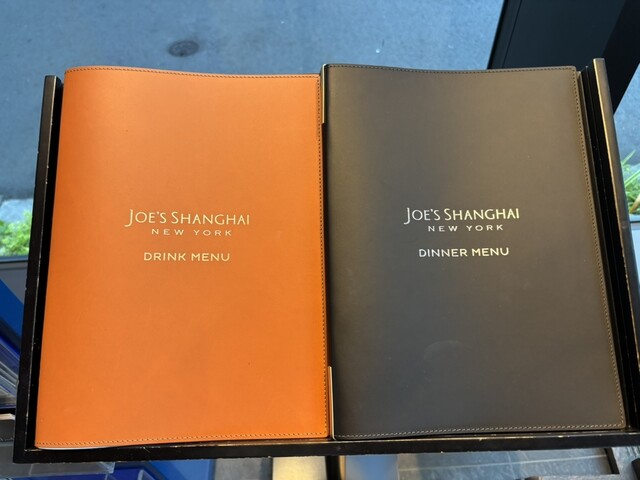 JOE'S SHANGHAI
NEW YORK
DRINK MENU
JOE'S SHANGHAI
NEW YORK
DINNER MENU